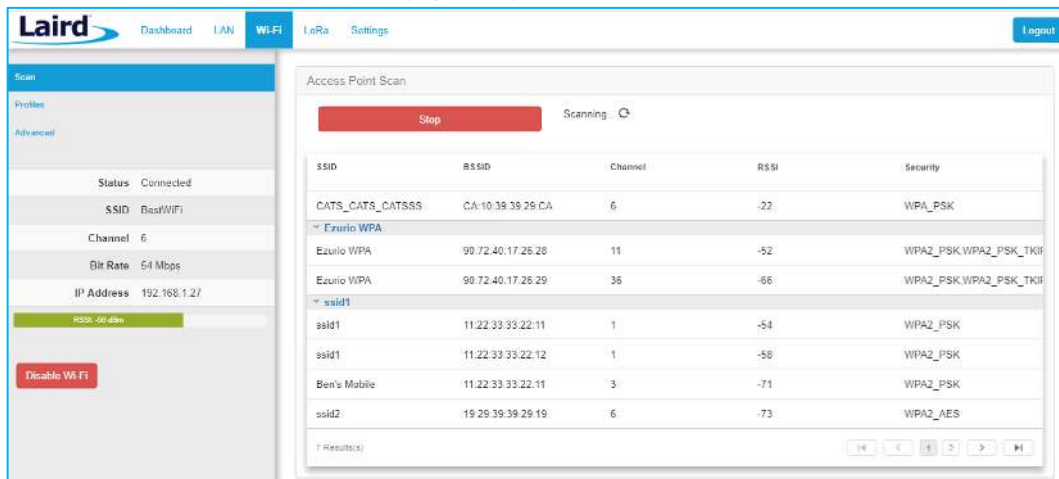 Laird
Dashboard LAN Wi-Fi LoRa Settings Logout
Scan
Profiles
Advanced
Status Connected
SSID BestWiFi
Channel 6
Bit Rate 54 Mbps
IP Address 192.168.1.27
RSSI: dBm
Disable Wi-Fi
Access Point Scan
Stop Scanning...
SSID BSSID Channel RSSI Security
CATS_CATS_CATSSS CA:10:39:39:29:CA 6 -22 WPA_PSK
Ezurio WPA
Ezurio WPA 90:72:40:17:26:28 11 -52 WPA2_PSK,WPA2_PSK_TKIP
Ezurio WPA 90:72:40:17:26:29 36 -66 WPA2_PSK,WPA2_PSK_TKIP
ssid1
ssid1 11:22:33:33:22:11 1 -54 WPA2_PSK
ssid1 11:22:33:33:22:12 1 -58 WPA2_PSK
Ben's Mobile 11:22:33:33:22:11 3 -71 WPA2_PSK
ssid2 19:29:39:39:29:19 6 -73 WPA2_AES
7 Results(s) 1 2